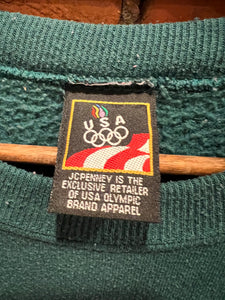 USA
JCPENNEY IS THE
EXCLUSIVE RETAILER
OF USA OLYMPIC
BRAND APPAREL